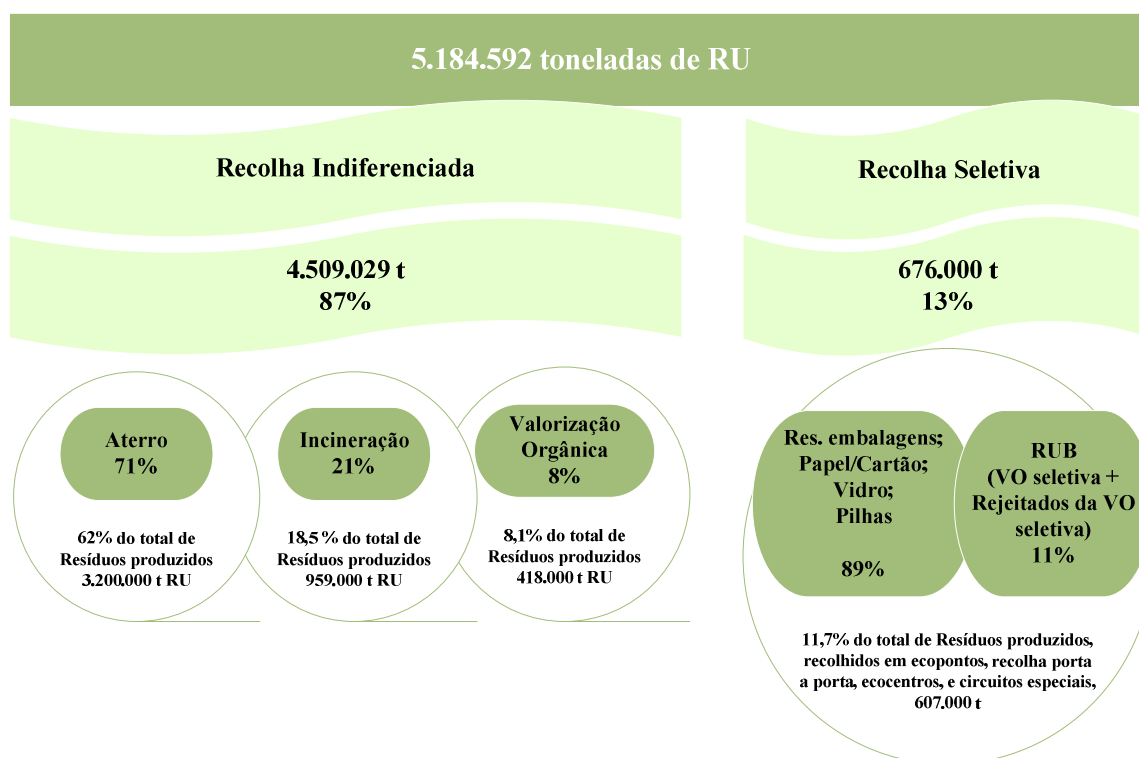 5.184.592 toneladas de RU
Recolha Indiferenciada
4.509.029 t
87%
Recolha Seletiva
676.000 t
13%
Aterro
71%
62% do total de
Resíduos produzidos
3.200.000 t RU
Incineração
21%
18,5 % do total de
Resíduos produzidos
959.000 t RU
Valorização
Orgânica
8%
8,1% do total de
Resíduos produzidos
418.000 t RU
Res. embalagens;
Papel/Cartão;
Vidro;
Pilhas
89%
RUB
(VO seletiva +
Rejeitados da VO
seletiva)
11%
11,7% do total de Resíduos produzidos,
recolhidos em ecopontos, recolha porta
a porta, ecocentros, e circuitos especiais,
607.000 t